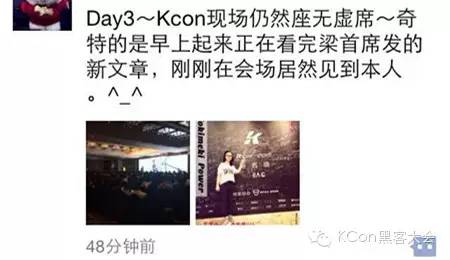 Day3～Kcon现场仍然座无虚席～奇
特的是早上起来正在看完梁首席发的
新文章，刚刚在会场居然见到本人
。^_^
48分钟前
KCon黑客大会